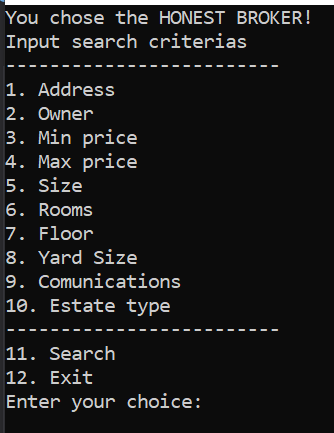 You chose the HONEST BROKER!
Input search criterias
-------------------------
1. Address
2. Owner
3. Min price
4. Max price
5. Size
6. Rooms
7. Floor
8. Yard Size
9. Comunications
10. Estate type
-------------------------
11. Search
12. Exit
Enter your choice: